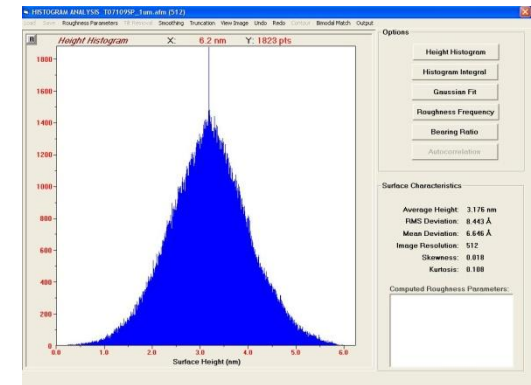 HISTOGRAM ANALYSIS T07109SP_1um.afm (512)
Load Save Roughness Parameters Tilt Removal Smoothing Truncation View Image Undo Redo Contour Bimodal Match Output
R Height Histogram X: 6.2 nm Y: 1823 pts
1800
1600
1400
1200
1000
800
600
400
200
0
0.0 1.0 2.0 3.0 4.0 5.0 6.0
Surface Height (nm)
Options
Height Histogram
Histogram Integral
Gaussian Fit
Roughness Frequency
Bearing Ratio
Autocorrelation
Surface Characteristics
Average Height: 3.176 nm
RMS Deviation: 8.443 Å
Mean Deviation: 6.646 Å
Image Resolution: 512
Skewness: 0.018
Kurtosis: 0.108
Computed Roughness Parameters: